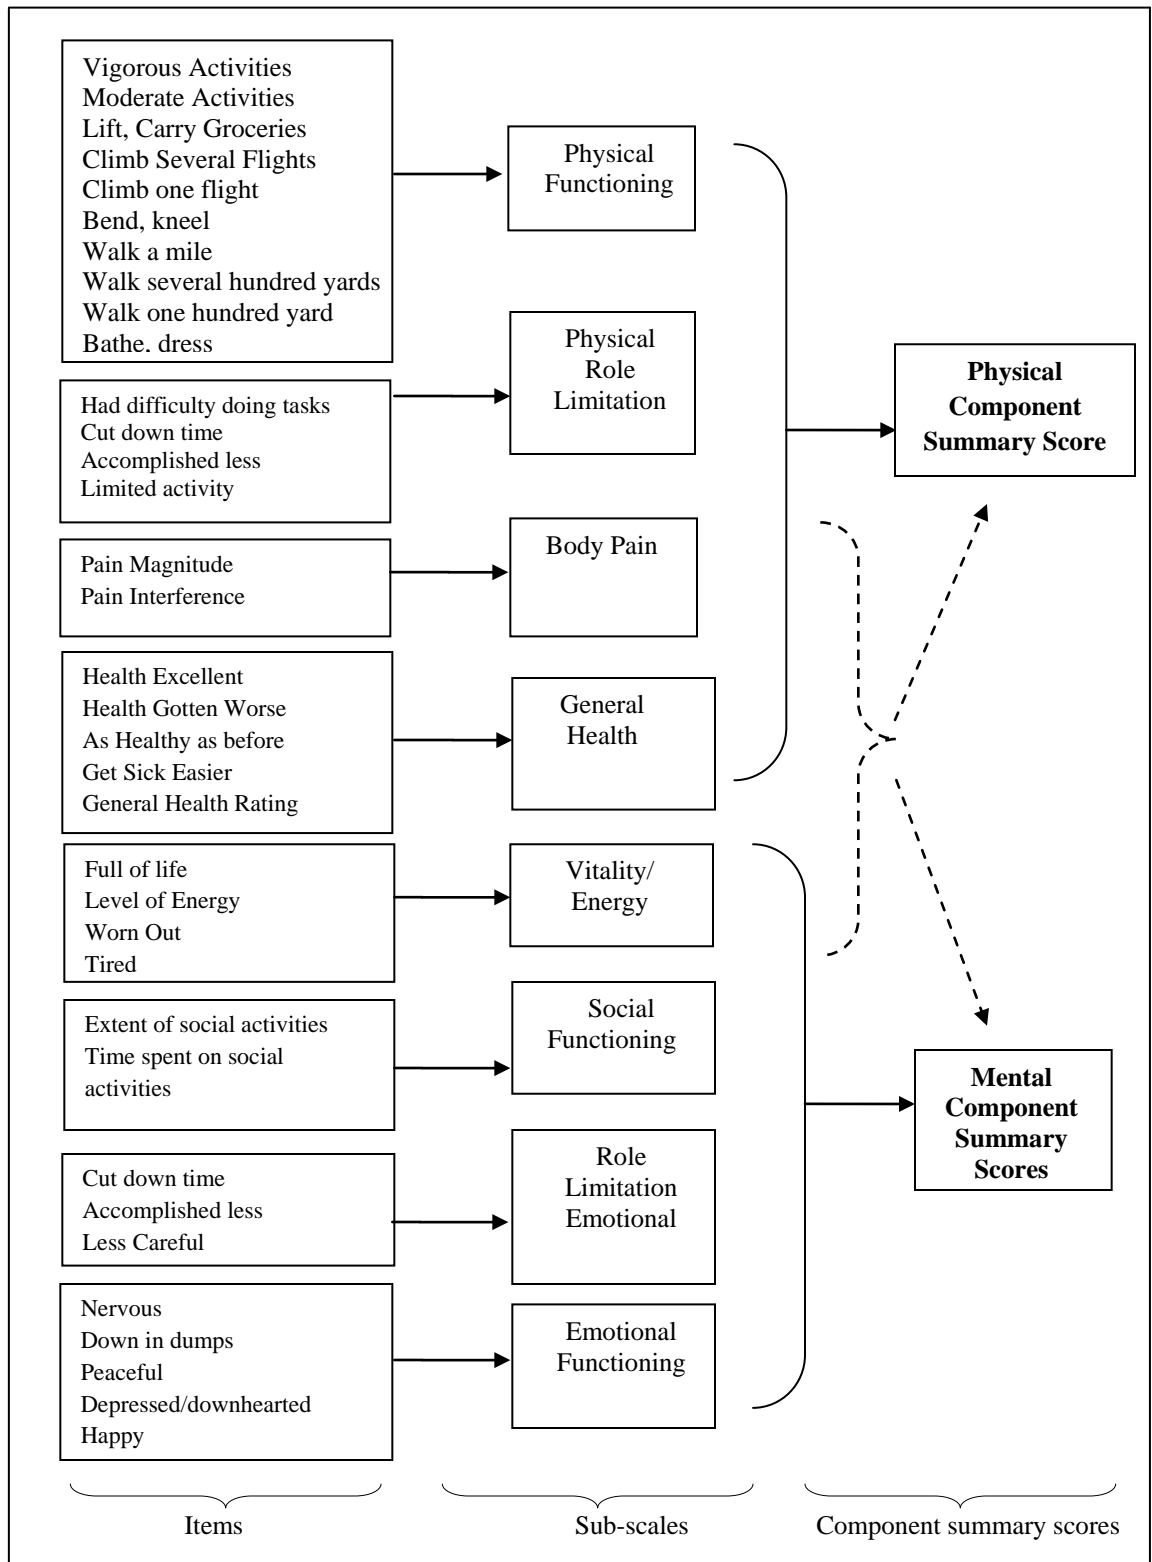 Vigorous Activities
Moderate Activities
Lift, Carry Groceries
Climb Several Flights
Climb one flight
Bend, kneel
Walk a mile
Walk several hundred yards
Walk one hundred yard
Bathe, dress
Had difficulty doing tasks
Cut down time
Accomplished less
Limited activity
Pain Magnitude
Pain Interference
Health Excellent
Health Gotten Worse
As Healthy as before
Get Sick Easier
General Health Rating
Full of life
Level of Energy
Worn Out
Tired
Extent of social activities
Time spent on social
activities
Cut down time
Accomplished less
Less Careful
Nervous
Down in dumps
Peaceful
Depressed/downhearted
Happy
Items
Physical
Functioning
Physical
Role
Limitation
Body Pain
General
Health
Vitality/
Energy
Social
Functioning
Role
Limitation
Emotional
Emotional
Functioning
Sub-scales
Physical
Component
Summary Score
Mental
Component
Summary
Scores
Component summary scores